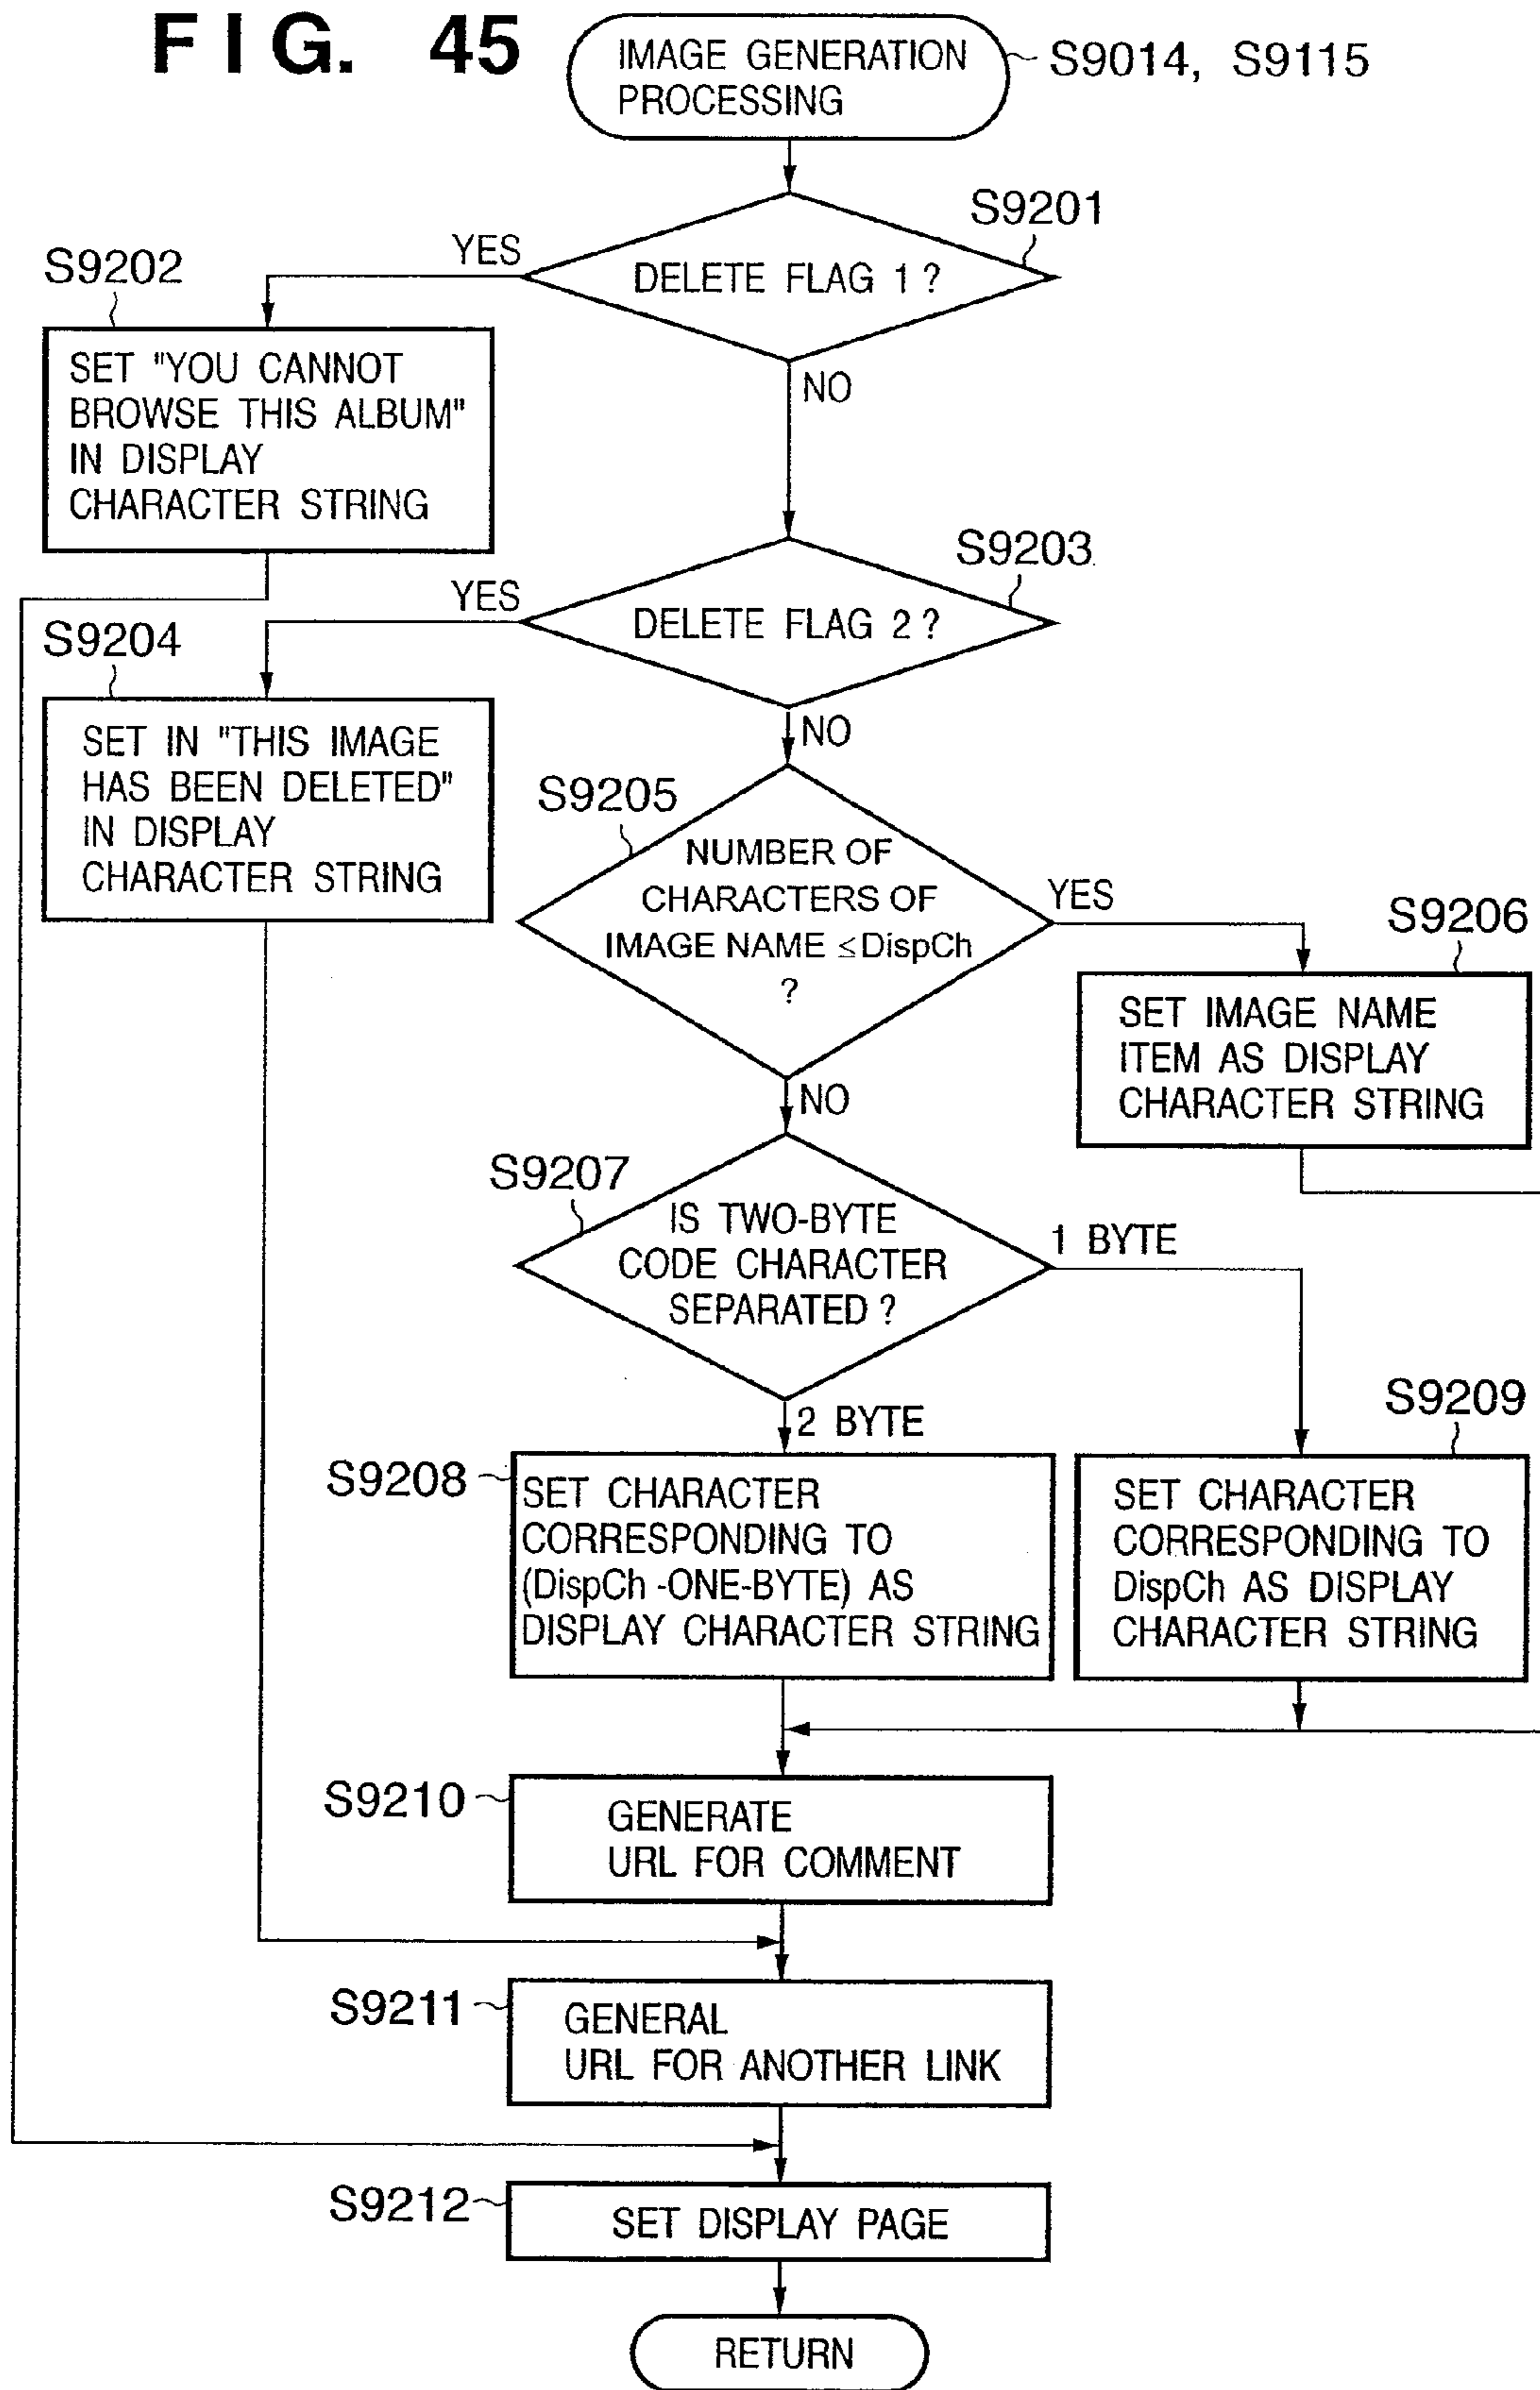 FIG. 45
IMAGE GENERATION
PROCESSING
S9014, S9115
S9201
YES
S9202
DELETE FLAG 1 ?
SET "YOU CANNOT
BROWSE THIS ALBUM"
IN DISPLAY
CHARACTER STRING
NO
S9203
YES
S9204
DELETE FLAG 2 ?
SET IN "THIS IMAGE
HAS BEEN DELETED"
IN DISPLAY
CHARACTER STRING
NO
S9205
NUMBER OF
CHARACTERS OF
IMAGE NAME ≤DispCh
?
YES
S9206
SET IMAGE NAME
ITEM AS DISPLAY
CHARACTER STRING
NO
S9207
IS TWO-BYTE
CODE CHARACTER
SEPARATED ?
1 BYTE
2 BYTE
S9209
S9208
SET CHARACTER
CORRESPONDING TO
(DispCh -ONE-BYTE) AS
DISPLAY CHARACTER STRING
SET CHARACTER
CORRESPONDING TO
DispCh AS DISPLAY
CHARACTER STRING
S9210
GENERATE
URL FOR COMMENT
S9211
GENERAL
URL FOR ANOTHER LINK
S9212
SET DISPLAY PAGE
RETURN